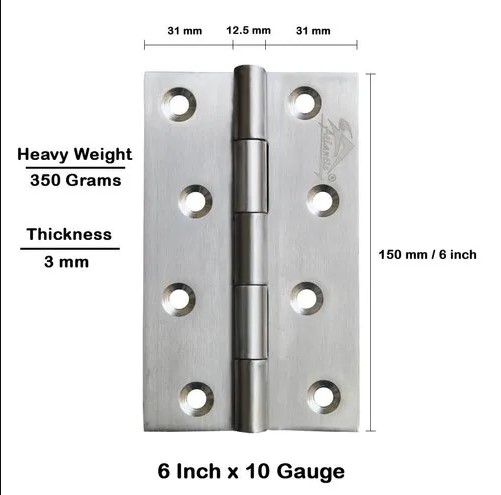 31 mm 12.5 mm 31 mm
Heavy Weight
350 Grams
Thickness
3 mm
150 mm / 6 inch
6 Inch x 10 Gauge